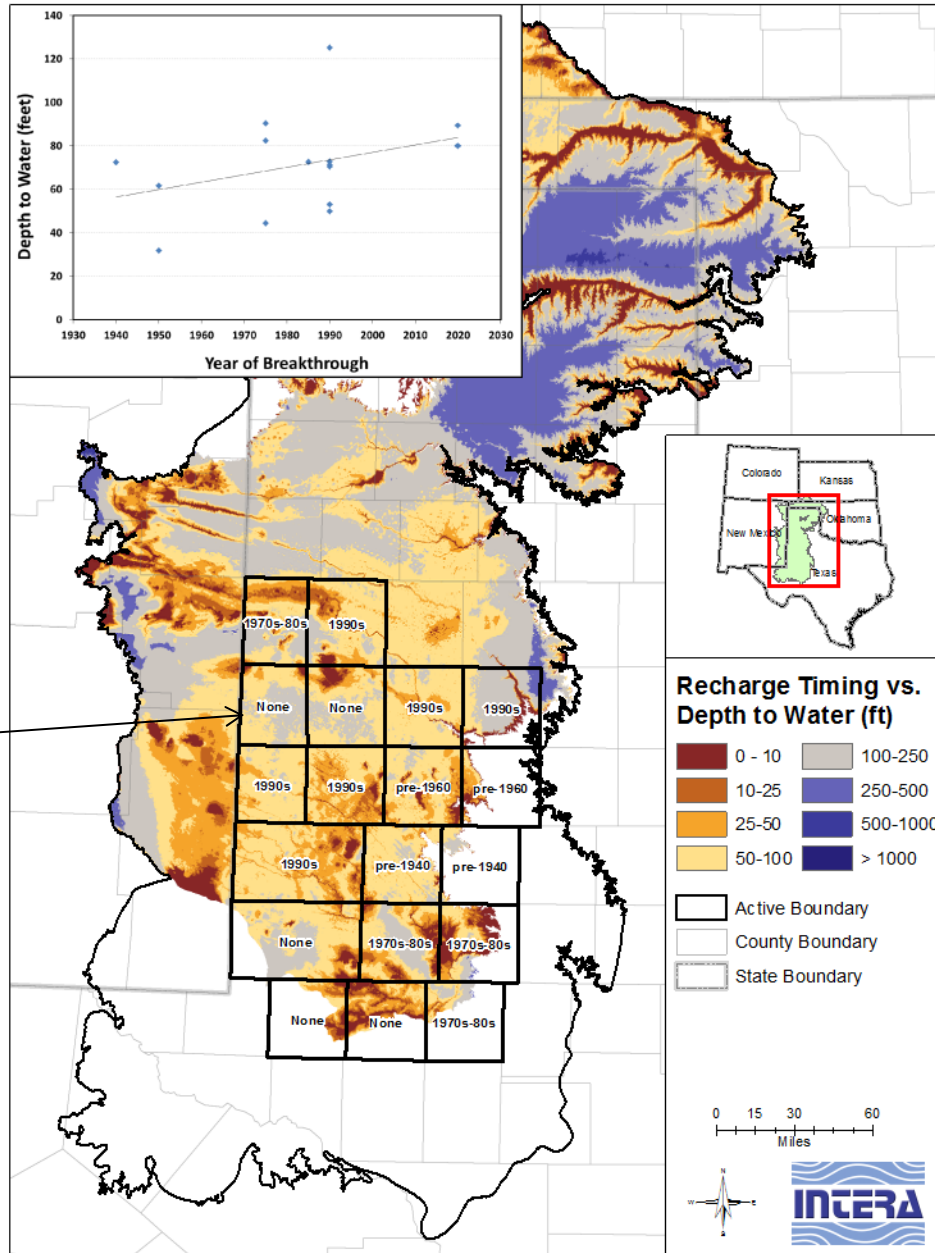 140
120
100
80
60
40
20
0
Depth to Water (feet)
1930 1940 1950 1960 1970 1980 1990 2000 2010 2020 2030
Year of Breakthrough
Colorado
Kansas
New Mexico
Oklahoma
Texas
1970s-80s 1990s
None None 1990s 1990s
1990s 1990s pre-1960 pre-1960
1990s pre-1940 pre-1940
None 1970s-80s 1970s-80s
None None 1970s-80s
Recharge Timing vs.
Depth to Water (ft)
0 - 10 100-250
10-25 250-500
25-50 500-1000
50-100 > 1000
Active Boundary
County Boundary
State Boundary
0 15 30 60
Miles
N
W E
S
INTERA